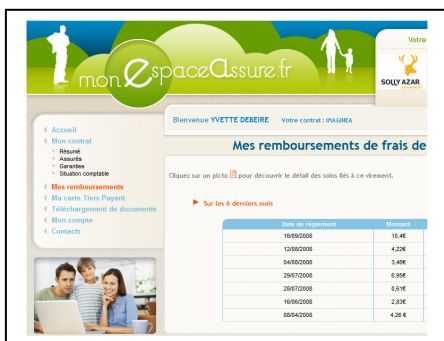 Votre
monespaceassure.fr
SOLLY AZAR
Bienvenue YVETTE DEBEIRE Votre contrat : IMAGINEA
Accueil
Mon contrat
Résumé
Assurés
Garanties
Situation comptable
Mes remboursements
Ma carte Tiers Payant
Téléchargement de documents
Mon compte
Contacts
Mes remboursements de frais de
Cliquez sur un picto pour découvrir le détail des soins liés à ce virement.
Sur les 6 derniers mois
Date de règlement Montant
16/09/2008 10,4€
12/08/2008 4,22€
04/08/2008 3,46€
29/07/2008 6,95€
28/07/2008 0,61€
16/06/2008 2,83€
08/04/2008 4,26 €